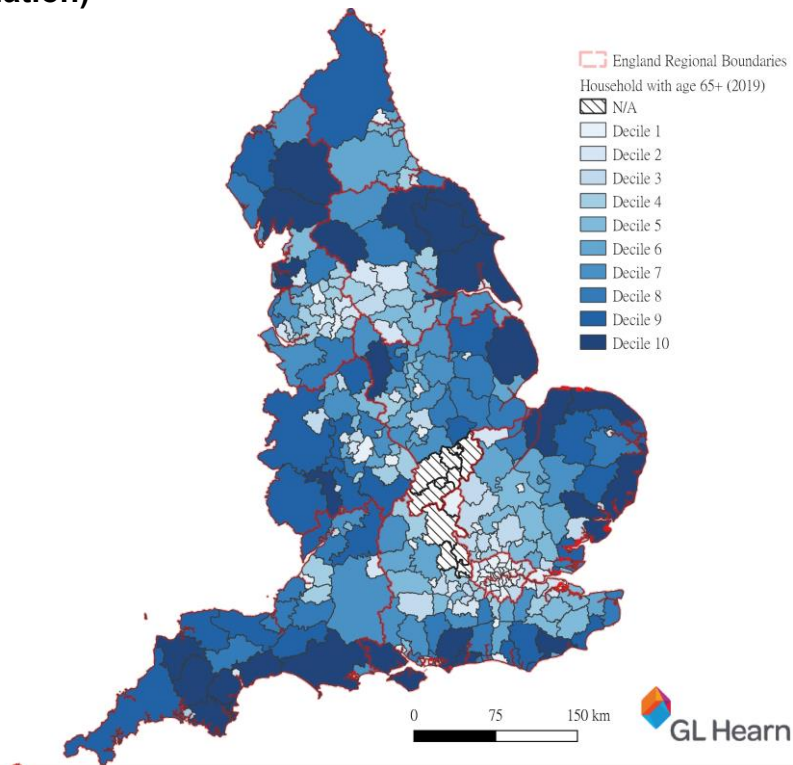 ation)
England Regional Boundaries
Household with age 65+ (2019)
N/A
Decile 1
Decile 2
Decile 3
Decile 4
Decile 5
Decile 6
Decile 7
Decile 8
Decile 9
Decile 10
0 75 150 km
GL Hearn